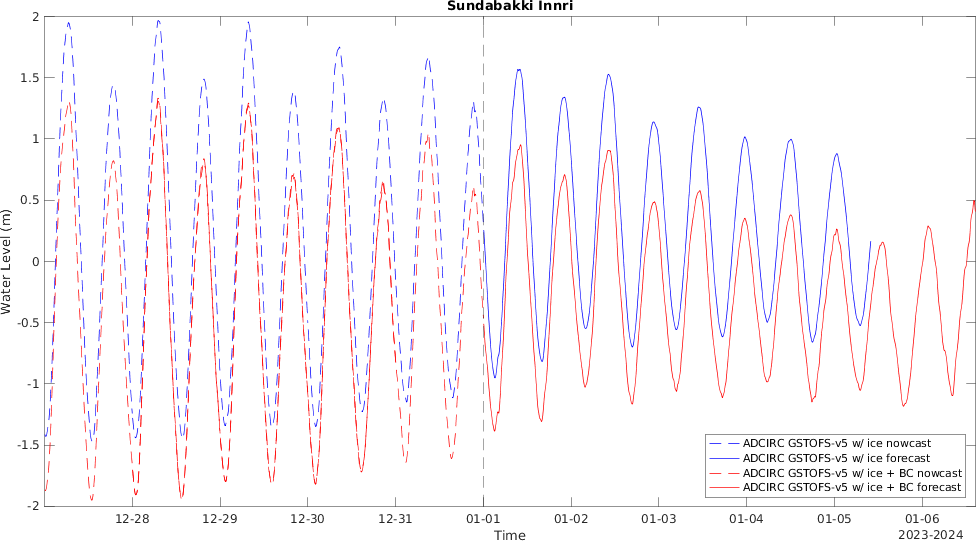 Sundabakki Innri
Water Level (m)
2
1.5
1
0.5
0
-0.5
-1
-1.5
-2
12-28
12-29
12-30
12-31
01-01
01-02
01-03
01-04
01-05
01-06
Time
2023-2024
ADCIRC GSTOFS-v5 w/ ice nowcast
ADCIRC GSTOFS-v5 w/ ice forecast
ADCIRC GSTOFS-v5 w/ ice + BC nowcast
ADCIRC GSTOFS-v5 w/ ice + BC forecast